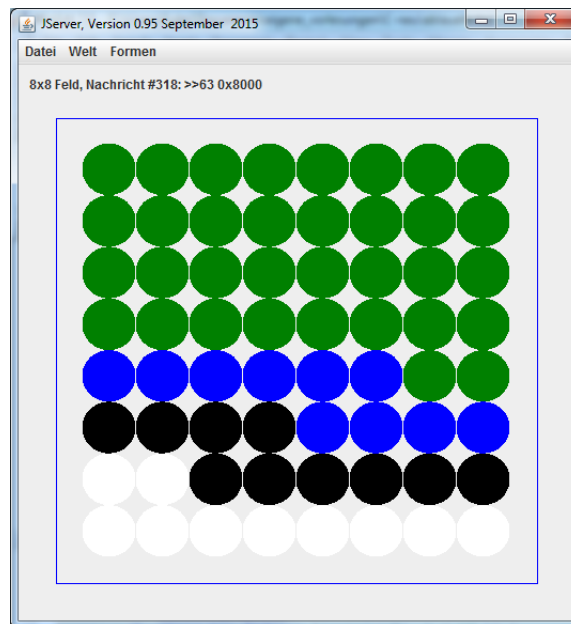 JServer, Version 0.95 September 2015
Datei Welt Formen
8x8 Feld, Nachricht #318: >>63 0x8000